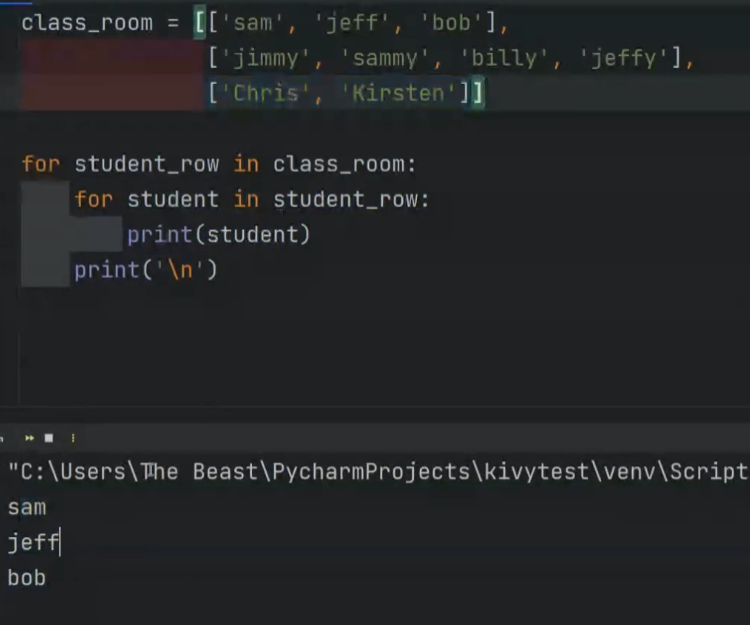 class_room = [['sam', 'jeff', 'bob'],
['jimmy', 'sammy', 'billy', 'jeffy'],
['Chris', 'Kirsten']]
for student_row in class_room:
for student in student_row:
print(student)
print('\n')
"C:\Users\The Beast\PycharmProjects\kivytest\venv\Script
sam
jeff
bob